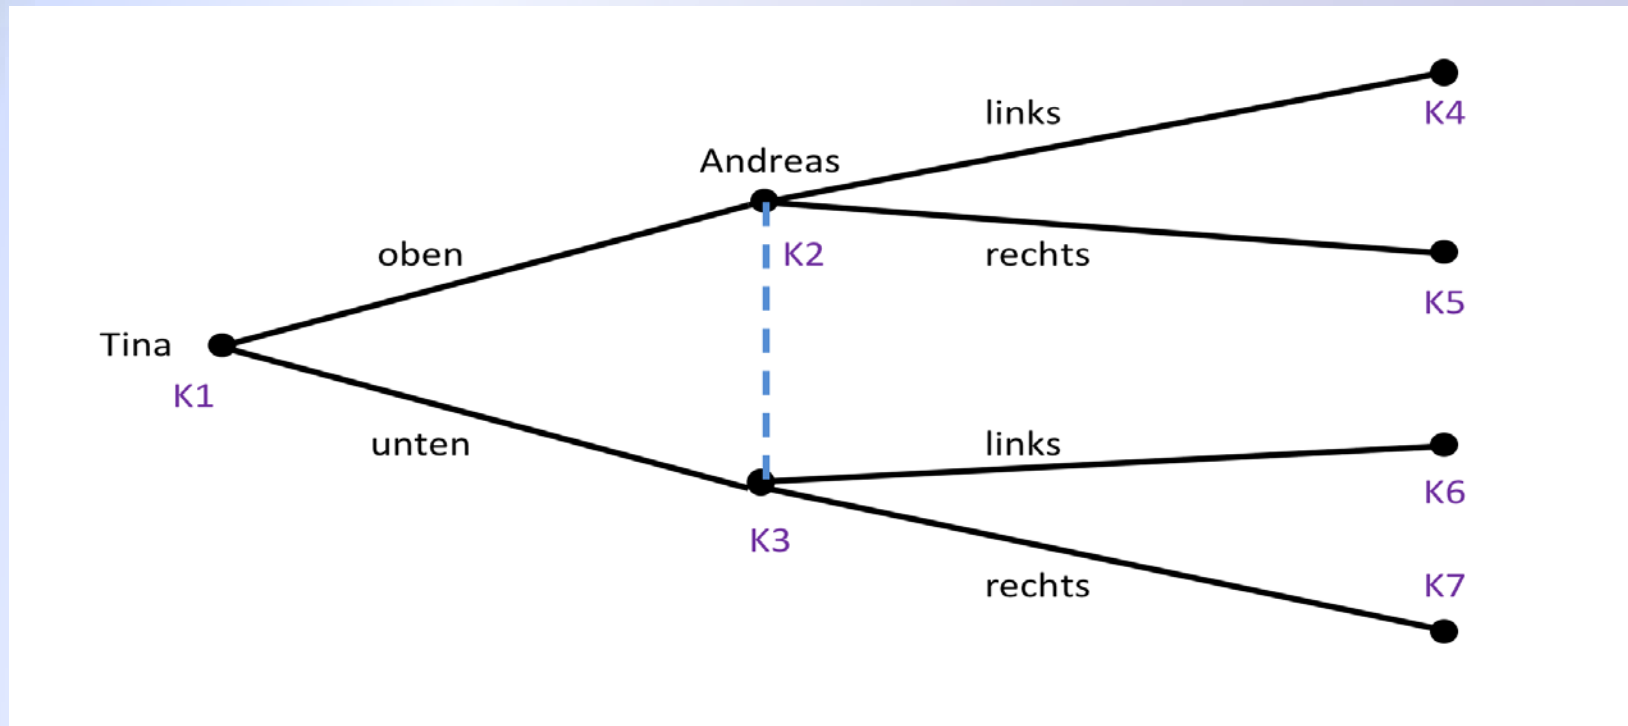 links
K4
Andreas
oben
K2
rechts
K5
Tina
K1
unten
links
K6
K3
rechts
K7